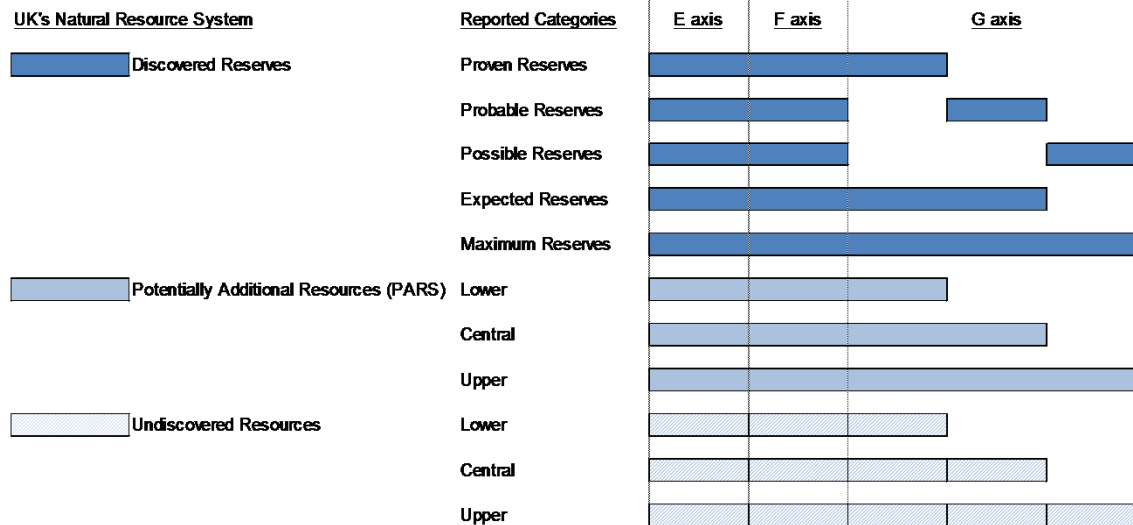 UK's Natural Resource System Reported Categories E axis F axis G axis
Discovered Reserves Proven Reserves
Probable Reserves
Possible Reserves
Expected Reserves
Maximum Reserves
Potentially Additional Resources (PARS) Lower
Central
Upper
Undiscovered Resources Lower
Central
Upper